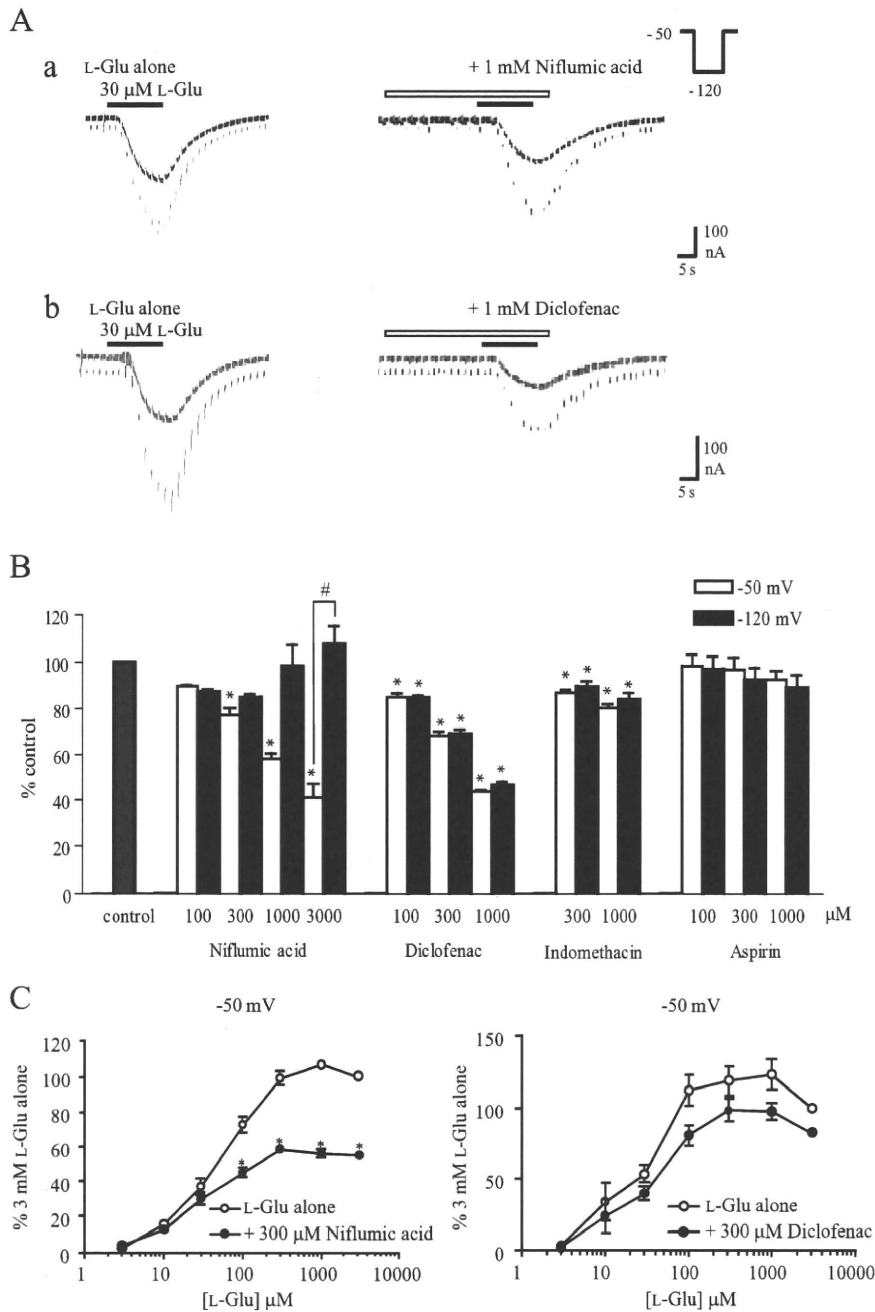 A
a
L-Glu alone
30 μM L-Glu
+ 1 mM Niflumic acid
- 50
-120
100
nA
5 s
b
L-Glu alone
30 μM L-Glu
+ 1 mM Diclofenac
100
nA
5 s
B
-50 mV
-120 mV
#
% control
120
100
80
60
40
20
0
* * * * * * * * * * * * *
control
100 300 1000 3000
100 300 1000
300 1000
100 300 1000
μM
Niflumic acid
Diclofenac
Indomethacin
Aspirin
C
-50 mV
% 3 mM L-Glu alone
120
100
80
60
40
20
0
* * * *
L-Glu alone
+ 300 μM Niflumic acid
1 10 100 1000 10000
[L-Glu] μM
-50 mV
% 3 mM L-Glu alone
150
100
50
0
L-Glu alone
+ 300 μM Diclofenac
1 10 100 1000 10000
[L-Glu] μM